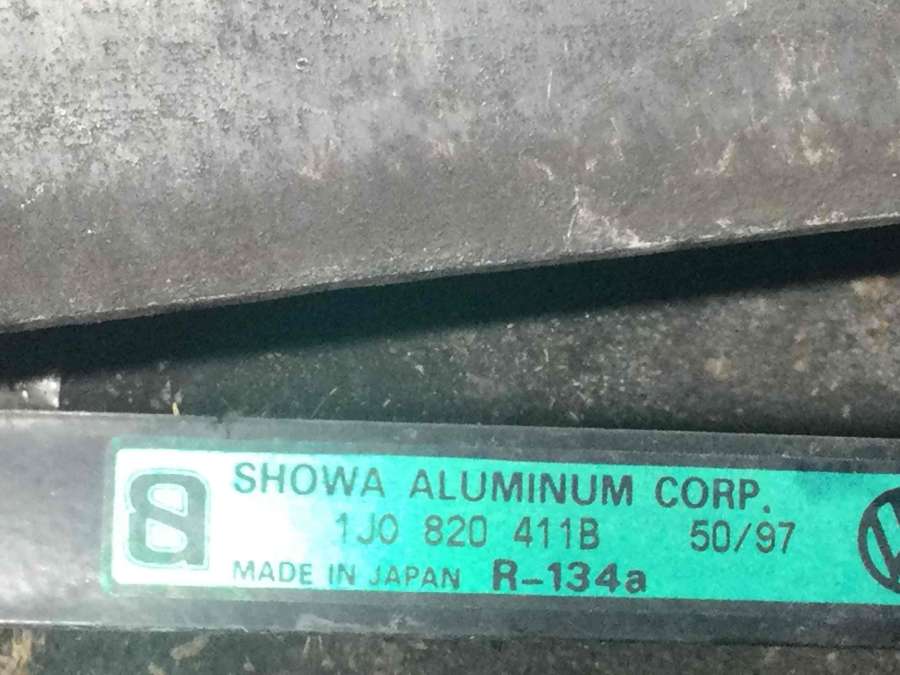 SHOWA ALUMINUM CORP.
1J0 820 411B 50/97
MADE IN JAPAN R-134a